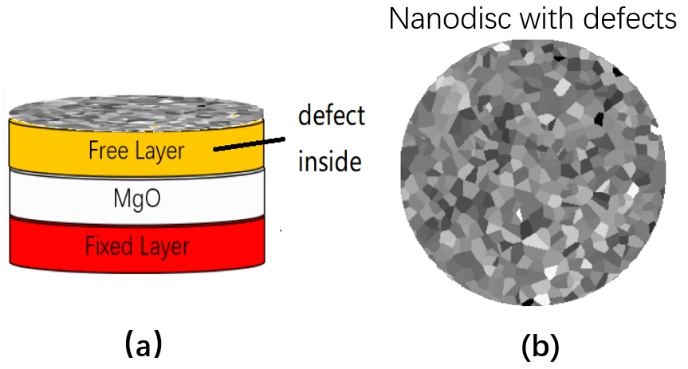 Nanodisc with defects
defect
inside
Free Layer
MgO
Fixed Layer
(a)
(b)